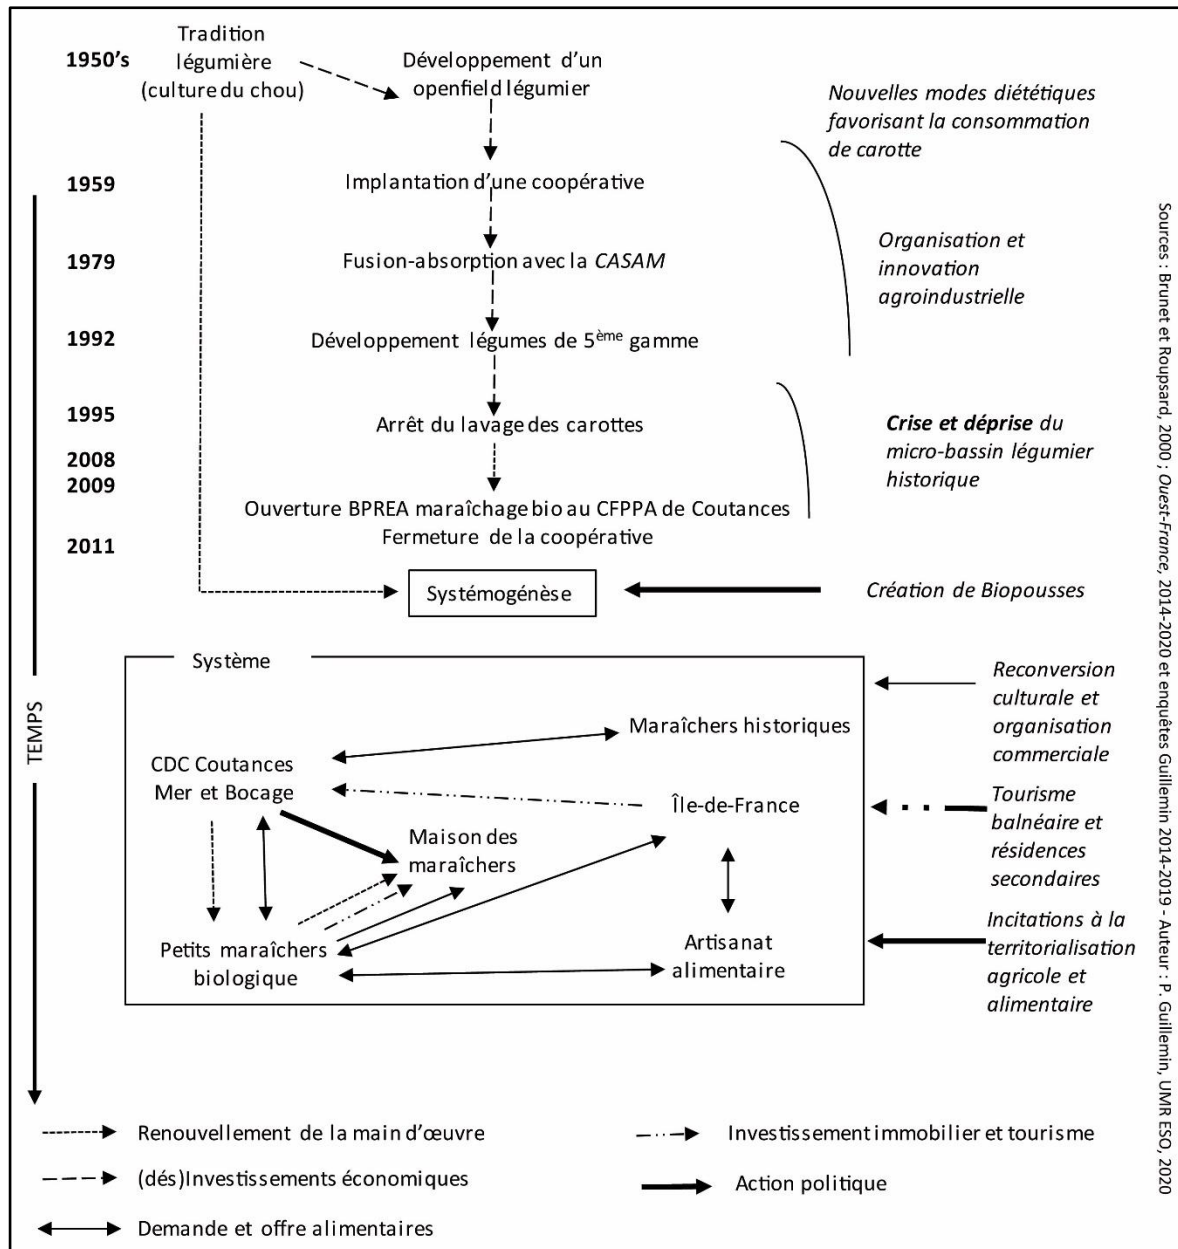 1950's
Tradition
légumière
(culture du chou)
Développement d'un
openfield légumier
Nouvelles modes diététiques
favorisant la consommation
de carotte
1959
Implantation d'une coopérative
1979
Fusion-absorption avec la CASAM
Organisation et
innovation
agroindustrielle
1992
Développement légumes de 5ème gamme
1995
Arrêt du lavage des carottes
2008
2009
Crise et déprise du
micro-bassin légumier
historique
Ouverture BPREA maraîchage bio au CFPPA de Coutances
Fermeture de la coopérative
2011
Systémogénèse
Création de Biopousses
TEMPS
Système
Maraîchers historiques
CDC Coutances
Mer et Bocage
Île-de-France
Maison des
maraîchers
Petits maraîchers
biologique
Artisanat
alimentaire
Reconversion
culturale et
organisation
commerciale
Tourisme
balnéaire et
résidences
secondaires
Incitations à la
territorialisation
agricole et
alimentaire
Renouvellement de la main d'œuvre
(dés)Investissements économiques
Demande et offre alimentaires
Investissement immobilier et tourisme
Action politique
Sources : Brunet et Roupsard, 2000 ; Ouest-France, 2014-2020 et enquêtes Guillemin 2014-2019 - Auteur : P. Guillemin, UMR ESO, 2020